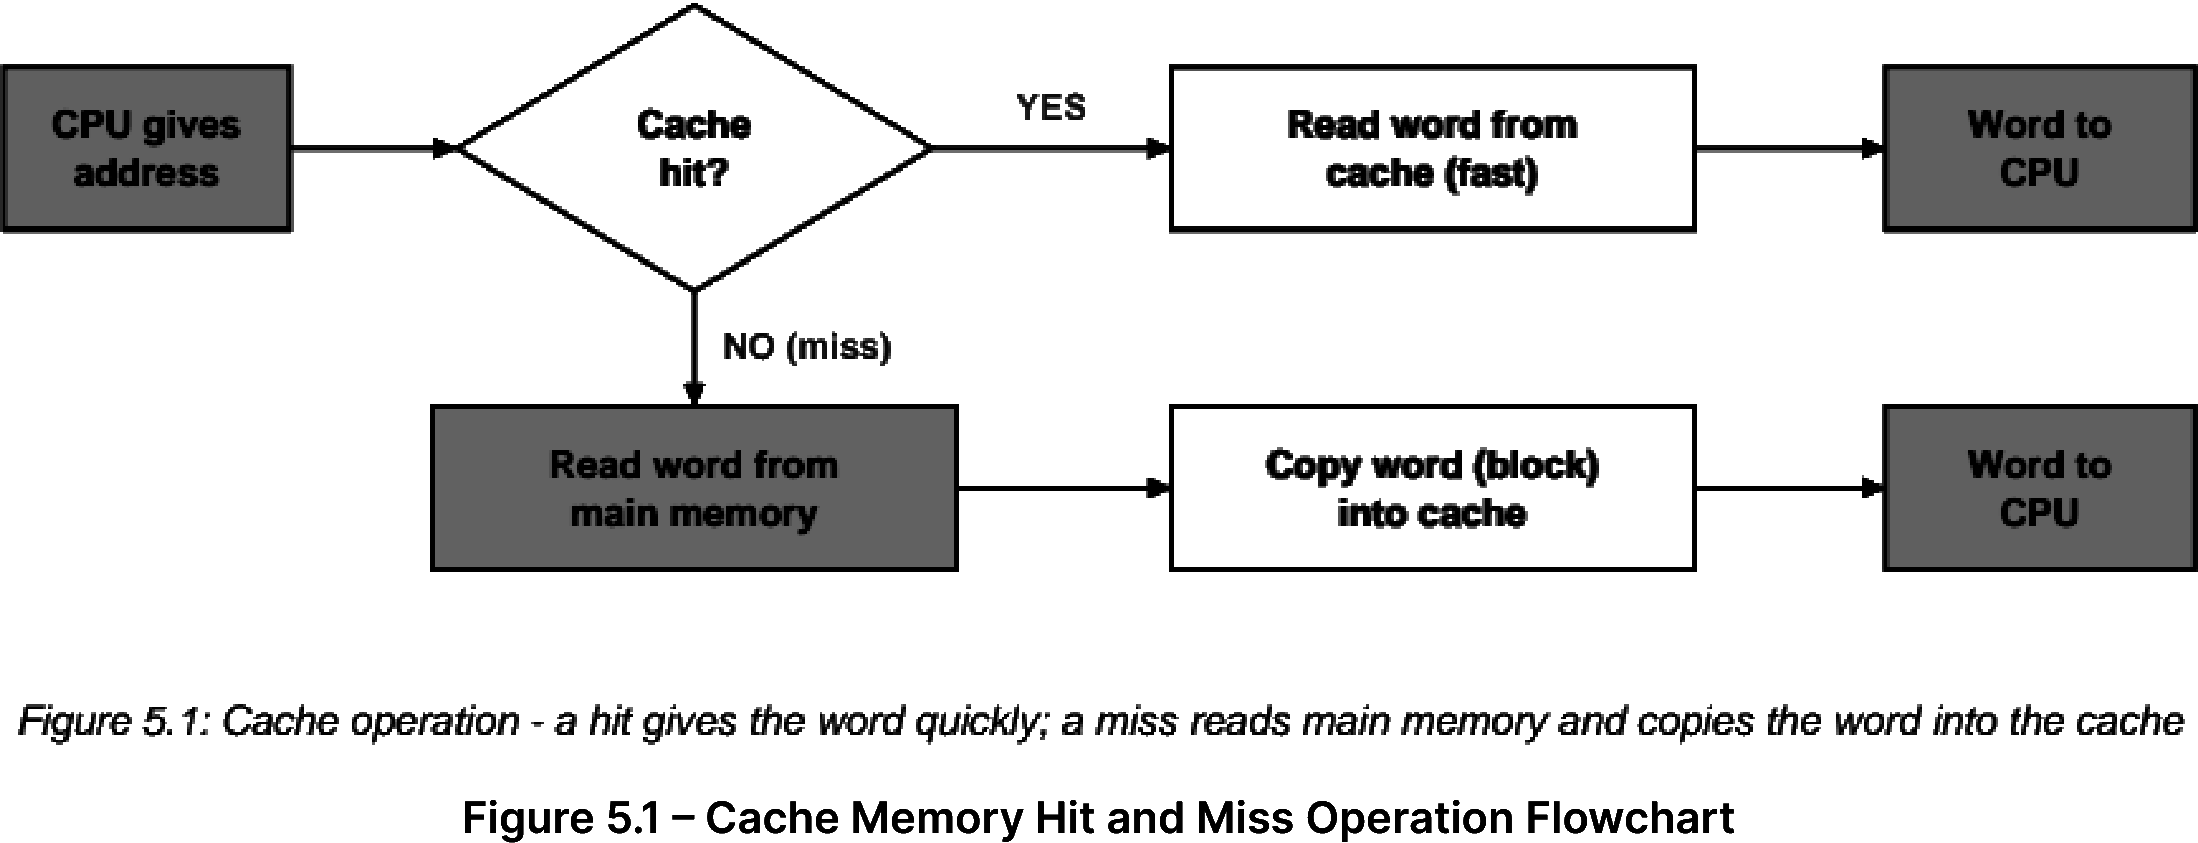 CPU gives
address
Cache
hit?
YES
Read word from
cache (fast)
Word to
CPU
NO (miss)
Read word from
main memory
Copy word (block)
into cache
Word to
CPU
Figure 5.1: Cache operation - a hit gives the word quickly; a miss reads main memory and copies the word into the cache
Figure 5.1 – Cache Memory Hit and Miss Operation Flowchart